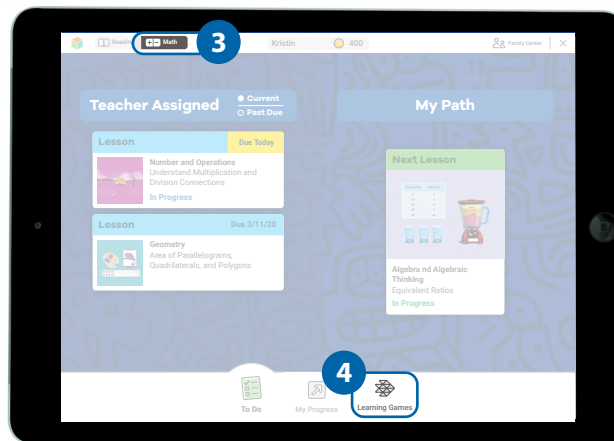 Reading
Math
3
Kristin
400
Family Center
Teacher Assigned
Current
Past Due
My Path
Lesson
Due Today
Number and Operations
Understand Multiplication and
Division Connections
In Progress
Lesson
Due 3/11/20
Geometry
Area of Parallelograms,
Quadrilaterals, and Polygons
Next Lesson
Algebra nd Algebraic
Thinking
Equivalent Ratios
In Progress
4
To Do
My Progress
Learning Games